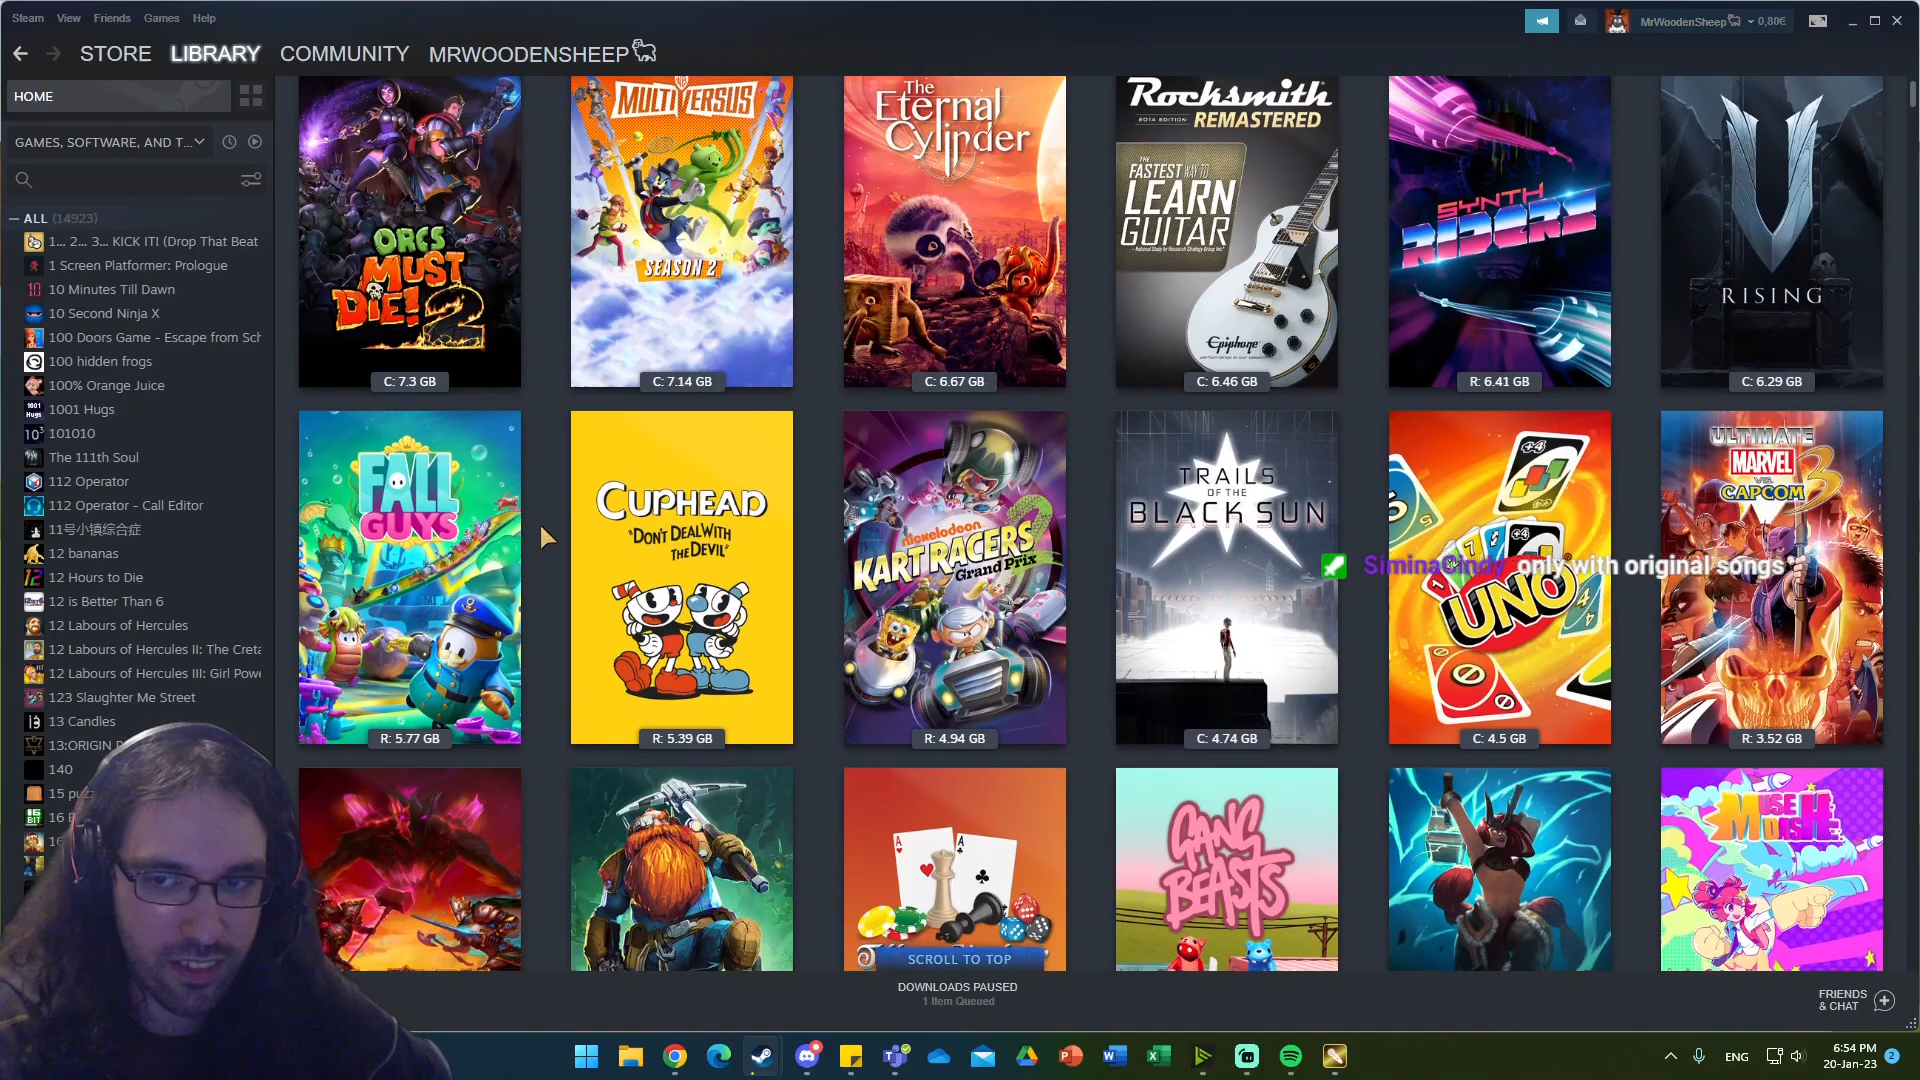 Steam View Friends Games Help
MrWoodenSheep 0,80€
STORE LIBRARY COMMUNITY MRWOODENSHEEP
HOME
GAMES, SOFTWARE, AND T...
ALL (14923)
1... 2... 3... KICK IT! (Drop That Beat
1 Screen Platformer: Prologue
10 Minutes Till Dawn
10 Second Ninja X
100 Doors Game - Escape from Sch
100 hidden frogs
100% Orange Juice
1001 Hugs
101010
The 111th Soul
112 Operator
112 Operator - Call Editor
11号小镇综合症
12 bananas
12 Hours to Die
12 is Better Than 6
12 Labours of Hercules
12 Labours of Hercules II: The Creta
12 Labours of Hercules III: Girl Powe
123 Slaughter Me Street
13 Candles
13:ORIGIN
140
15 puzz
16
16
ORCS
MUST
DIE! 2
C: 7.3 GB
MULTIVERSUS
SEASON 2
C: 7.14 GB
The
Eternal
Cylinder
C: 6.67 GB
Rocksmith
2014 EDITION REMASTERED
THE
FASTEST WAY TO
LEARN
GUITAR
Epiphone
C: 6.46 GB
SYNTH
RIDERS
R: 6.41 GB
V
RISING
C: 6.29 GB
FALL
GUYS
R: 5.77 GB
CUPHEAD
"DON'T DEAL WITH
THE DEVIL"
R: 5.39 GB
nickelodeon
KART RACERS 2
Grand Prix
R: 4.94 GB
TRAILS
OF THE
BLACK SUN
C: 4.74 GB
+4
+4
UNO
C: 4.5 GB
ULTIMATE
MARVEL
VS.
CAPCOM 3
R: 3.52 GB
SiminaCindy only with original songs
A A
GANG
BEASTS
MUSE
DASH
SCROLL TO TOP
DOWNLOADS PAUSED
1 Item Queued
FRIENDS
& CHAT
ENG
6:54 PM
20-Jan-23
2